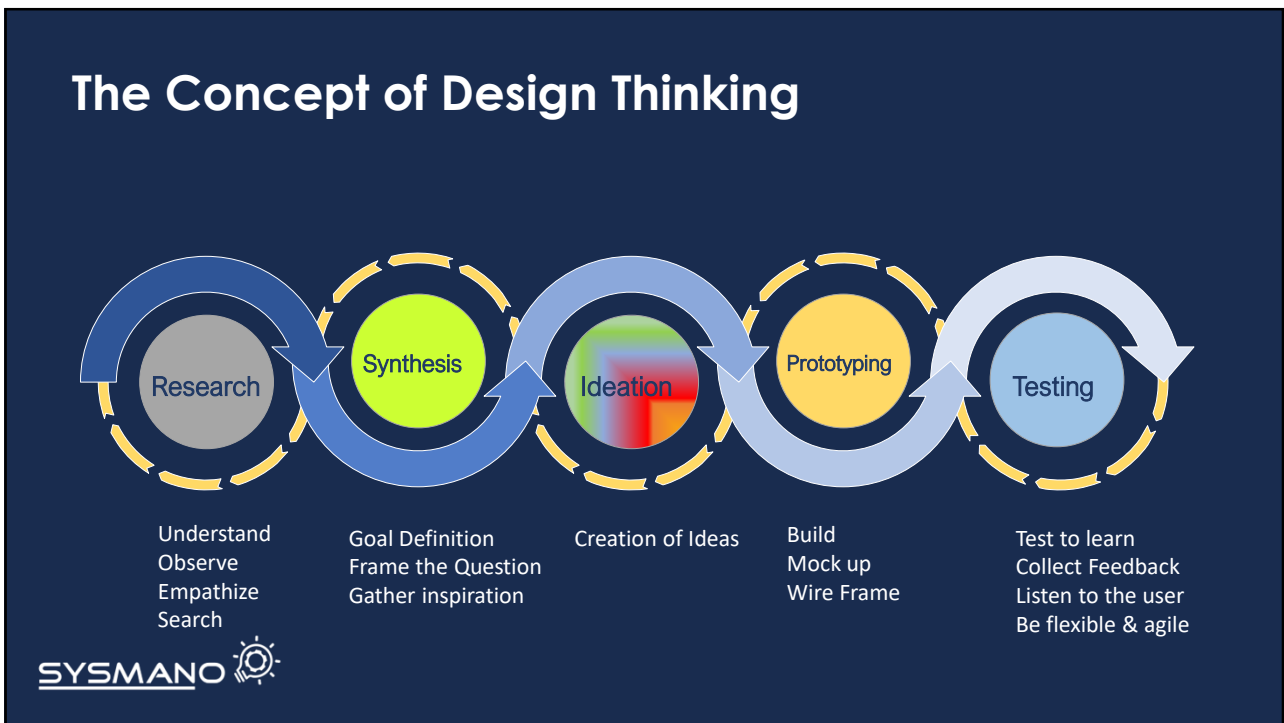 The Concept of Design Thinking
Research
Synthesis
Ideation
Prototyping
Testing
Understand
Observe
Empathize
Search
Goal Definition
Frame the Question
Gather inspiration
Creation of Ideas
Build
Mock up
Wire Frame
Test to learn
Collect Feedback
Listen to the user
Be flexible & agile
SYSMANO